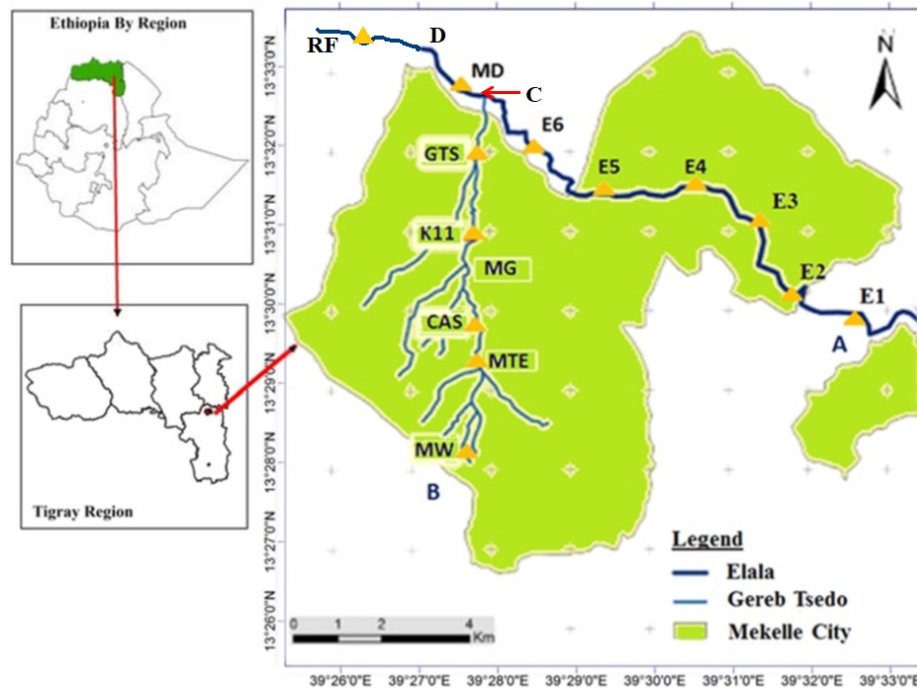 Ethiopia By Region
Tigray Region
RF
D
MD
C
N
E6
GTS
E5
E4
E3
K11
MG
E2
E1
CAS
A
MTE
MW
B
13°33'0"N
13°32'0"N
13°31'0"N
13°30'0"N
13°29'0"N
13°28'0"N
13°27'0"N
13°26'0"N
Legend
Elala
Gereb Tsedo
Mekelle City
0 1 2 4
Km
39°26'0"E 39°27'0"E 39°28'0"E 39°29'0"E 39°30'0"E 39°31'0"E 39°32'0"E 39°33'0"E